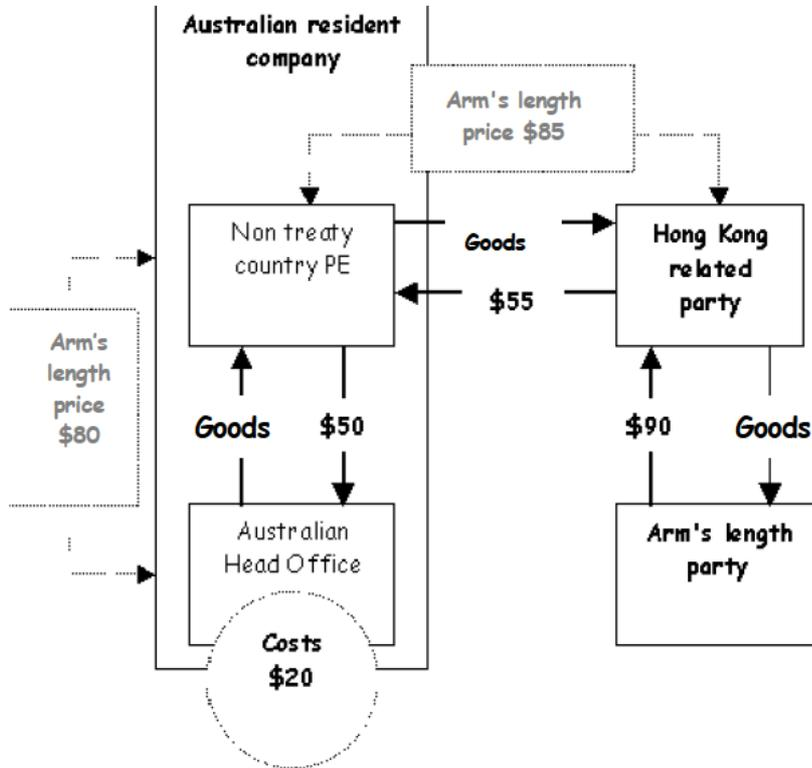 Australian resident
company
Arm's length
price $85
Non treaty
country PE
Goods
$55
Hong Kong
related
party
Arm's
length
price
$80
Goods
$50
$90
Goods
Australian
Head Office
Arm's length
party
Costs
$20